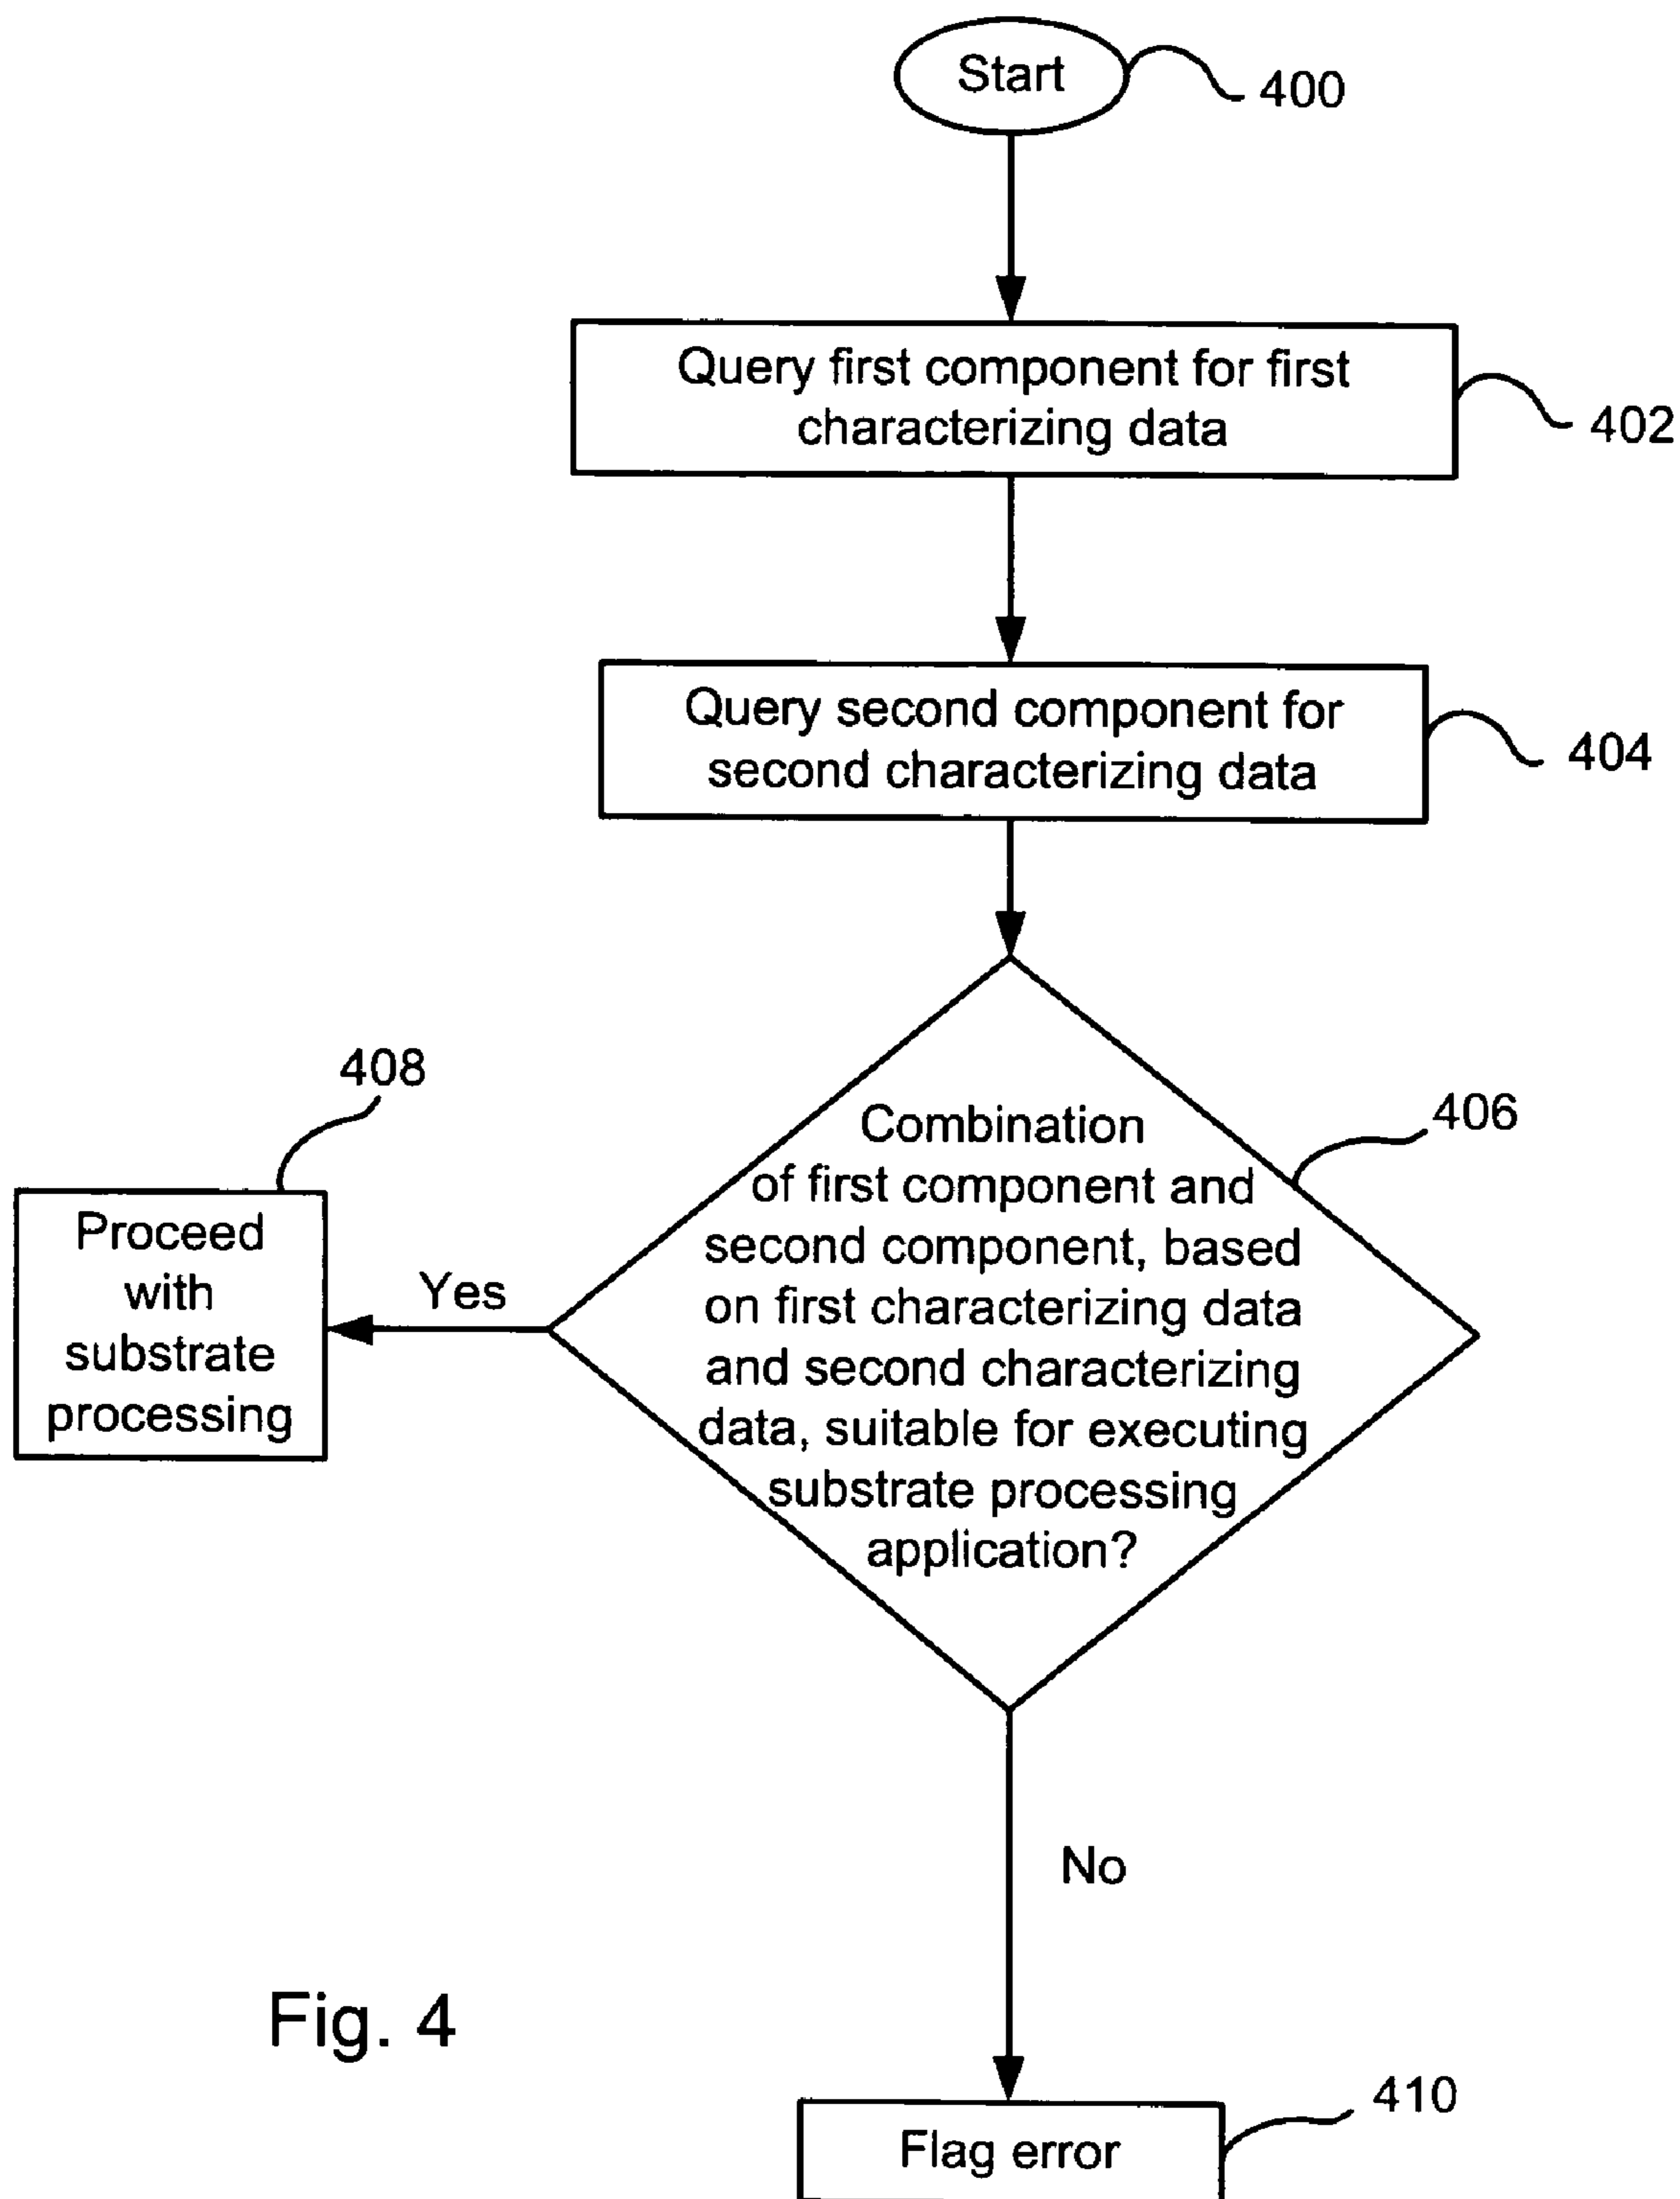 Start
400
Query first component for first
characterizing data
402
Query second component for
second characterizing data
404
408
406
Combination
of first component and
second component, based
on first characterizing data
and second characterizing
data, suitable for executing
substrate processing
application?
Yes
Proceed
with
substrate
processing
No
Fig. 4
410
Flag error